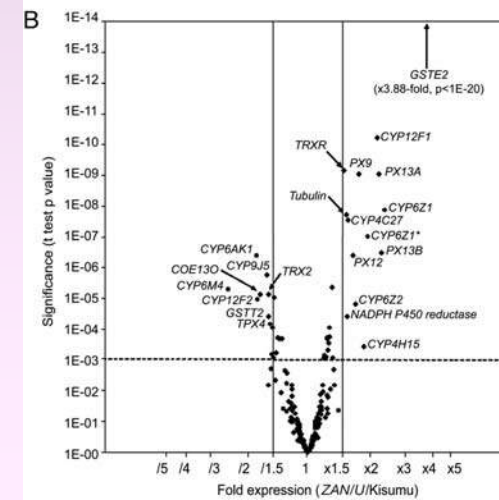 B
1E-14
1E-13
1E-12
1E-11
1E-10
1E-09
1E-08
1E-07
1E-06
1E-05
1E-04
1E-03
1E-02
1E-01
1E-00
Significance (t test p value)
GSTE2
(x3.88-fold, p<1E-20)
CYP12F1
TRXR
PX9
PX13A
Tubulin
CYP6Z1
CYP4C27
CYP6Z1*
CYP6AK1
PX13B
CYP9J5
PX12
COE13O
TRX2
CYP6M4
CYP12F2
CYP6Z2
GSTT2
NADPH P450 reductase
TPX4
CYP4H15
/5 /4 /3 /2 /1.5 1 x1.5 x2 x3 x4 x5
Fold expression (ZAN/U/Kisumu)